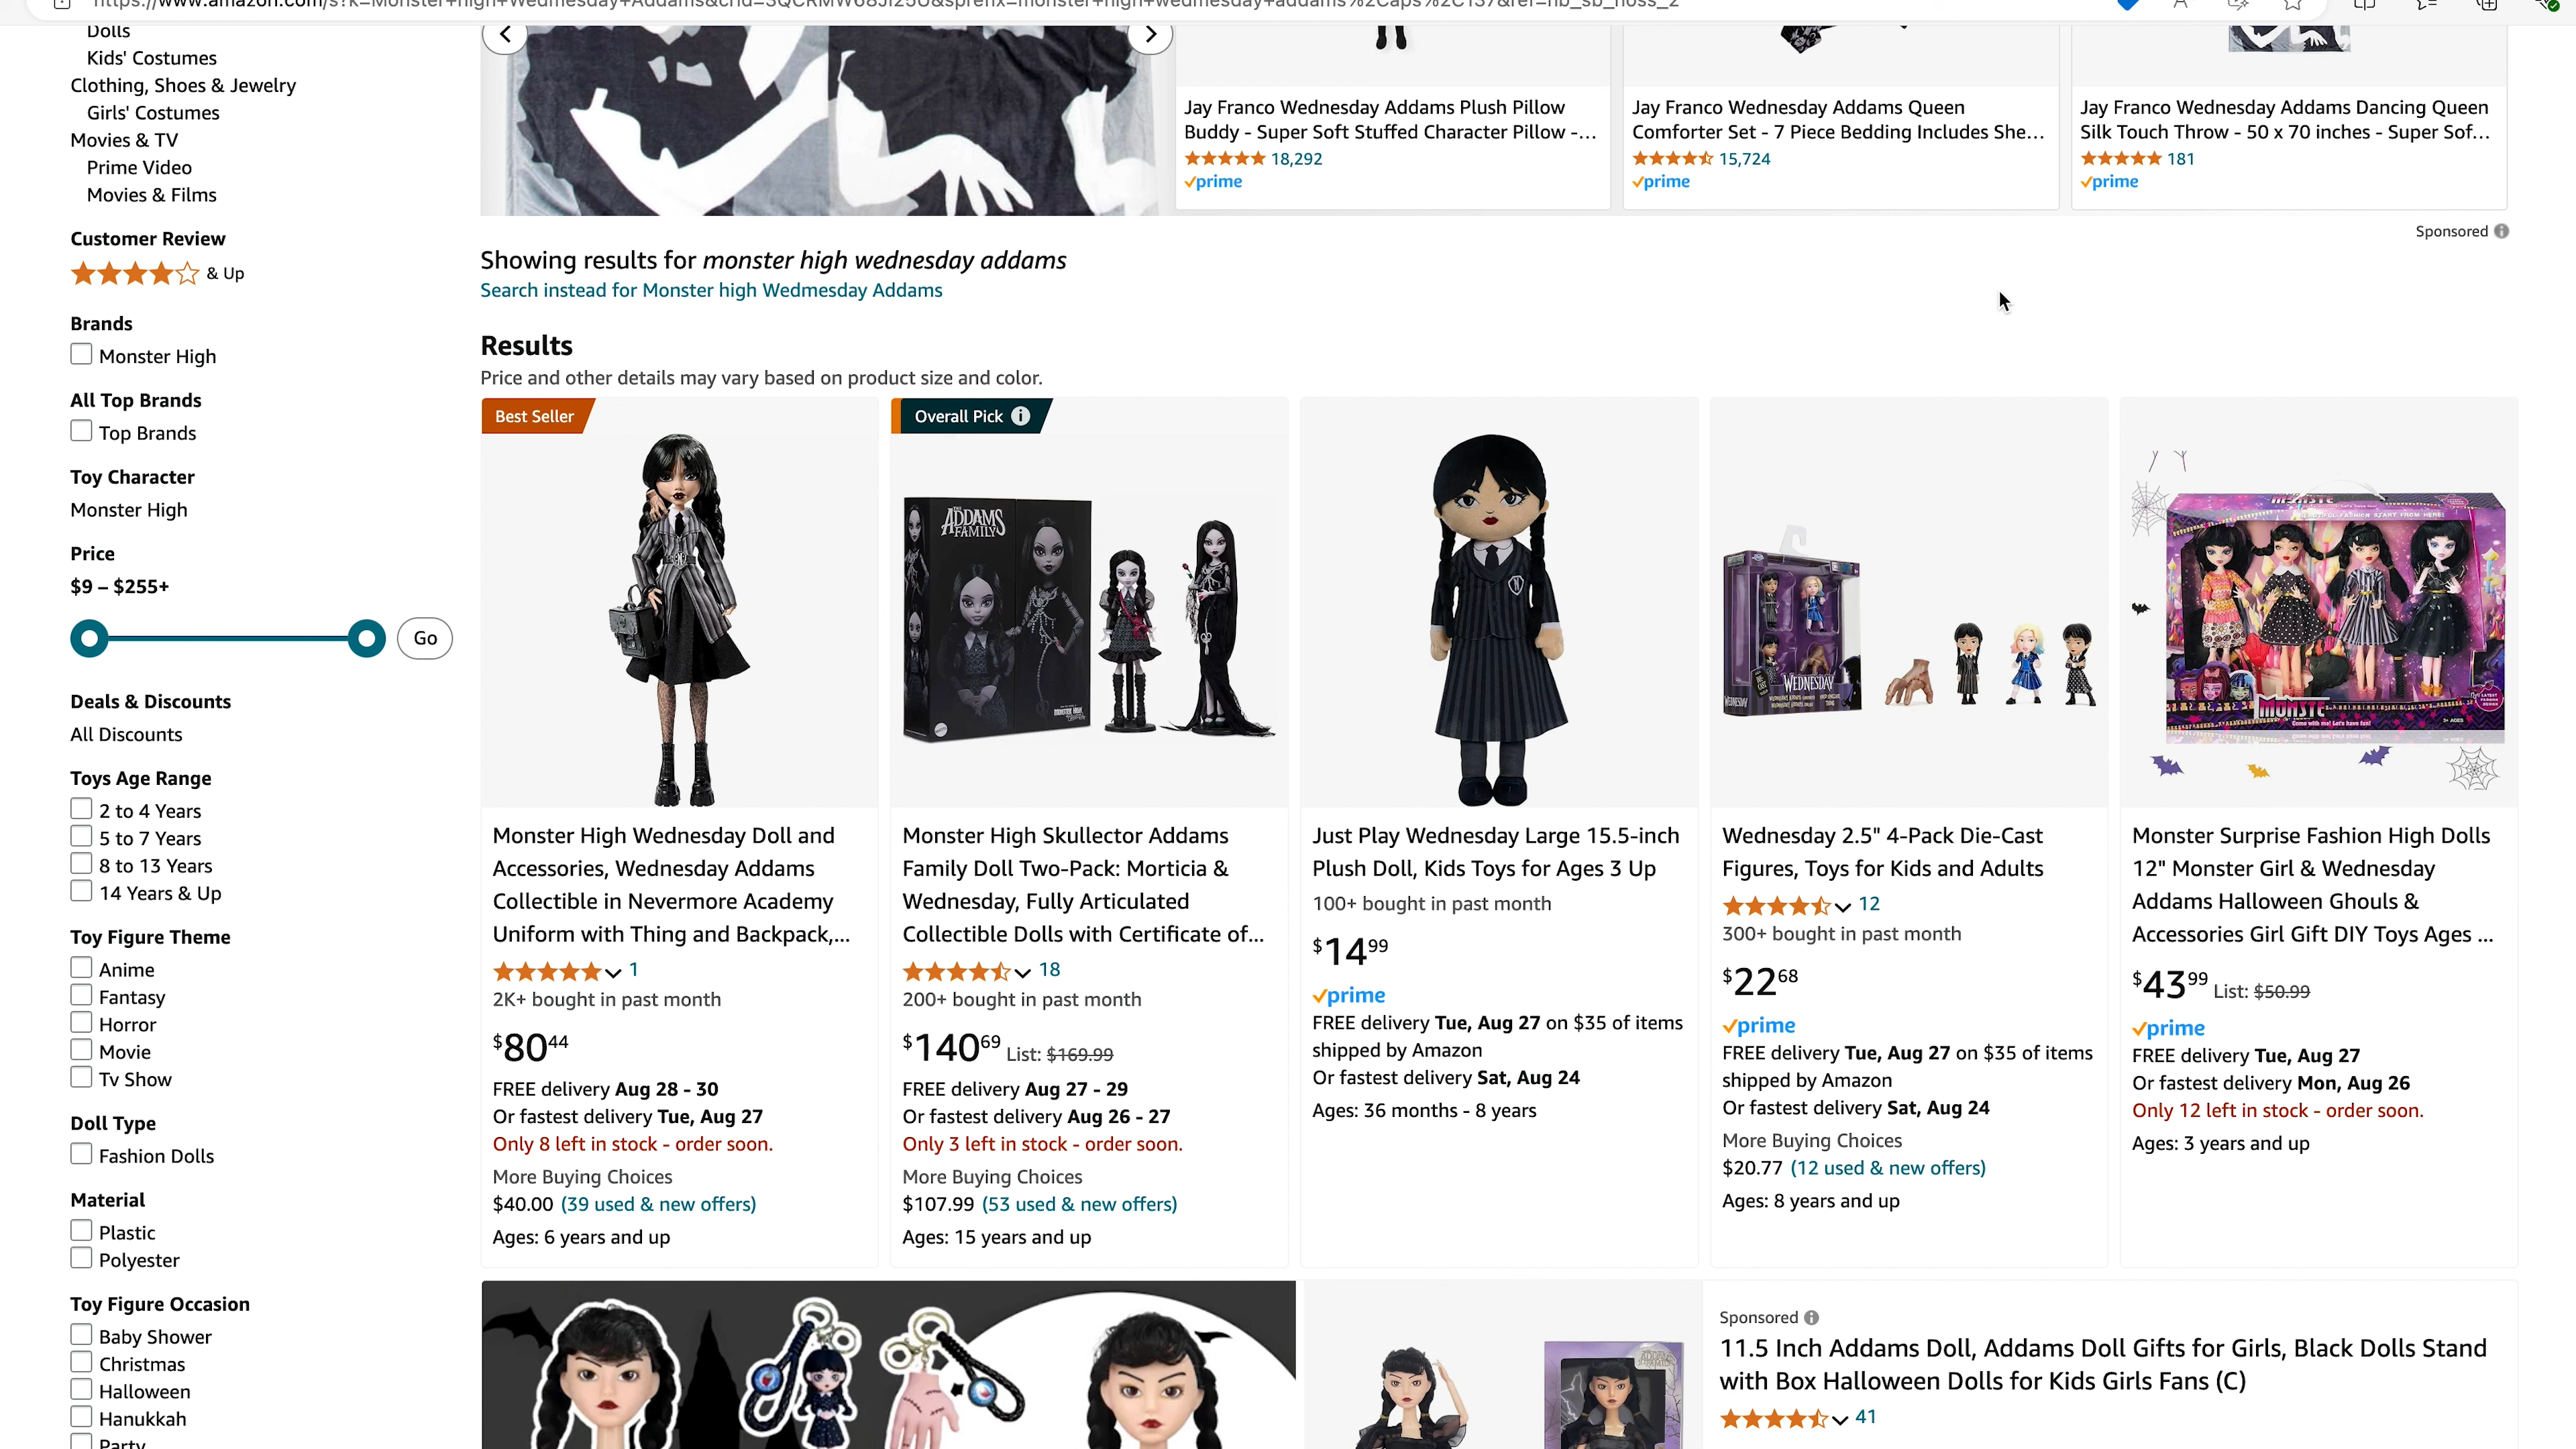 https://www.amazon.com/s?k=Monster+high+Wedmesday+Addams&crid=
Dolls
Kids' Costumes
Clothing, Shoes & Jewelry
Girls' Costumes
Movies & TV
Prime Video
Movies & Films
Customer Review
& Up
Brands
Monster High
All Top Brands
Top Brands
Toy Character
Monster High
Price
$9 – $255+
Go
Deals & Discounts
All Discounts
Toys Age Range
2 to 4 Years
5 to 7 Years
8 to 13 Years
14 Years & Up
Toy Figure Theme
Anime
Fantasy
Horror
Movie
Tv Show
Doll Type
Fashion Dolls
Material
Plastic
Polyester
Toy Figure Occasion
Baby Shower
Christmas
Halloween
Hanukkah
Party
Jay Franco Wednesday Addams Plush Pillow
Buddy - Super Soft Stuffed Character Pillow -...
18,292
prime
Jay Franco Wednesday Addams Queen
Comforter Set - 7 Piece Bedding Includes She...
15,724
prime
Jay Franco Wednesday Addams Dancing Queen
Silk Touch Throw - 50 x 70 inches - Super Sof...
181
prime
Sponsored
Showing results for monster high wednesday addams
Search instead for Monster high Wedmesday Addams
Results
Price and other details may vary based on product size and color.
Best Seller
Monster High Wednesday Doll and
Accessories, Wednesday Addams
Collectible in Nevermore Academy
Uniform with Thing and Backpack,...
1
2K+ bought in past month
$80 44
FREE delivery Aug 28 - 30
Or fastest delivery Tue, Aug 27
Only 8 left in stock - order soon.
More Buying Choices
$40.00 (39 used & new offers)
Ages: 6 years and up
Overall Pick
ADDAMS
FAMILY
Monster High Skullector Addams
Family Doll Two-Pack: Morticia &
Wednesday, Fully Articulated
Collectible Dolls with Certificate of...
18
200+ bought in past month
$140 69 List: $169.99
FREE delivery Aug 27 - 29
Or fastest delivery Aug 26 - 27
Only 3 left in stock - order soon.
More Buying Choices
$107.99 (53 used & new offers)
Ages: 15 years and up
Just Play Wednesday Large 15.5-inch
Plush Doll, Kids Toys for Ages 3 Up
100+ bought in past month
$14 99
prime
FREE delivery Tue, Aug 27 on $35 of items
shipped by Amazon
Or fastest delivery Sat, Aug 24
Ages: 36 months - 8 years
WEDNESDAY
Wednesday 2.5" 4-Pack Die-Cast
Figures, Toys for Kids and Adults
12
300+ bought in past month
$22 68
prime
FREE delivery Tue, Aug 27 on $35 of items
shipped by Amazon
Or fastest delivery Sat, Aug 24
More Buying Choices
$20.77 (12 used & new offers)
Ages: 8 years and up
MONSTE
Come with me! Let's have fun!
Monster Surprise Fashion High Dolls
12" Monster Girl & Wednesday
Addams Halloween Ghouls &
Accessories Girl Gift DIY Toys Ages ...
$43 99 List: $50.99
prime
FREE delivery Tue, Aug 27
Or fastest delivery Mon, Aug 26
Only 12 left in stock - order soon.
Ages: 3 years and up
Sponsored
11.5 Inch Addams Doll, Addams Doll Gifts for Girls, Black Dolls Stand
with Box Halloween Dolls for Kids Girls Fans (C)
41